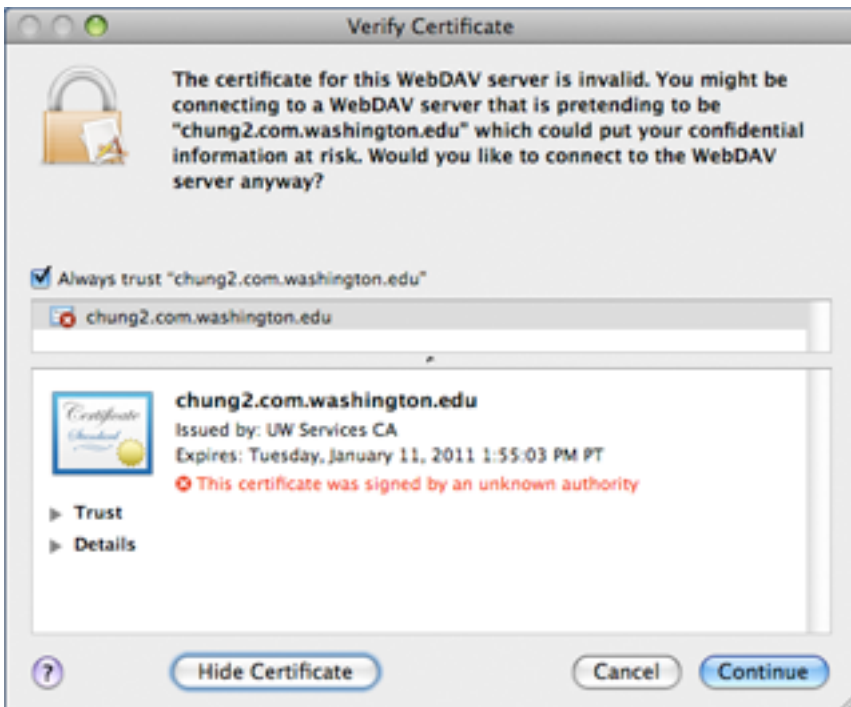 Verify Certificate
The certificate for this WebDAV server is invalid. You might be
connecting to a WebDAV server that is pretending to be
"chung2.com.washington.edu" which could put your confidential
information at risk. Would you like to connect to the WebDAV
server anyway?
Always trust "chung2.com.washington.edu"
chung2.com.washington.edu
Certificate
Standard
chung2.com.washington.edu
Issued by: UW Services CA
Expires: Tuesday, January 11, 2011 1:55:03 PM PT
This certificate was signed by an unknown authority
Trust
Details
?
Hide Certificate
Cancel
Continue